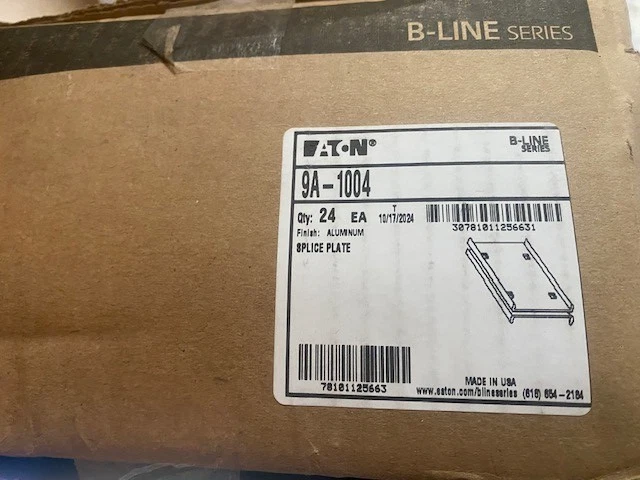 B-LINE SERIES
EATON®
B-LINE
SERIES
9A-1004
Qty: 24 EA
T
10/17/2024
30781011256631
Finish: ALUMINUM
SPLICE PLATE
78101125663
MADE IN USA
www.eaton.com/blineseries (618) 654-2184